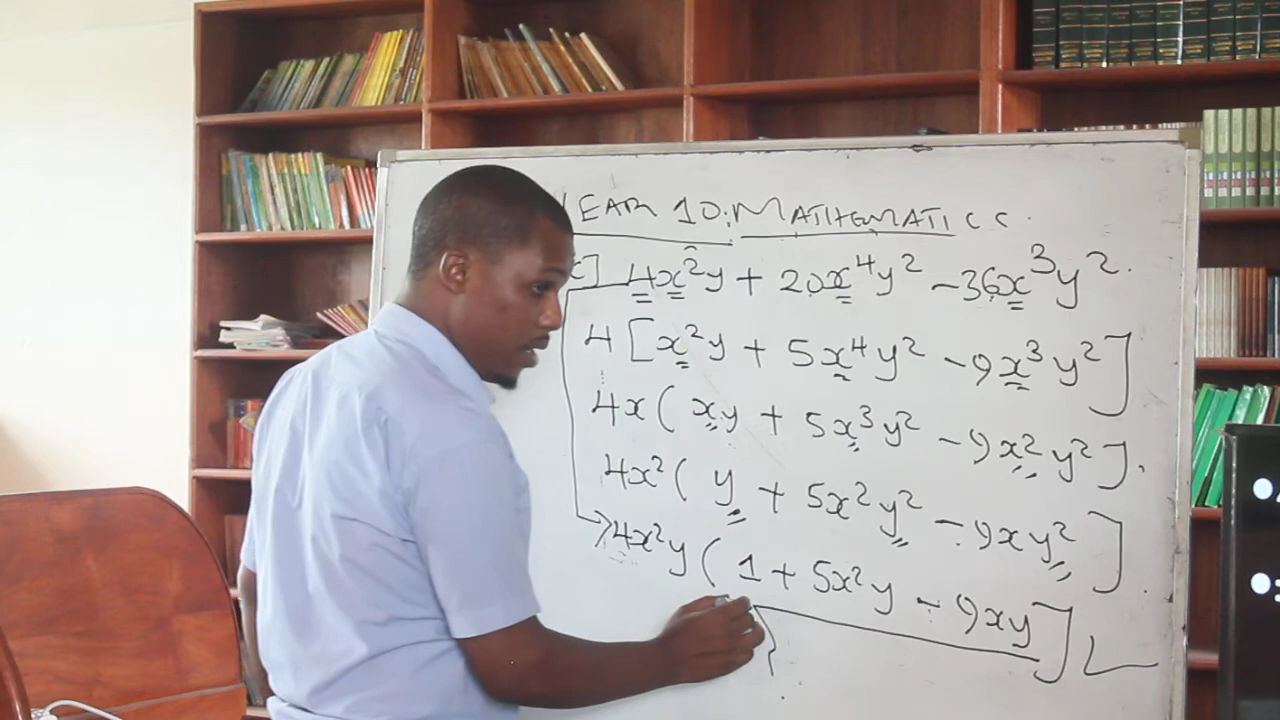 YEAR 10: MATHEMATICS.
c] 4x²y + 20x⁴y² - 36x³y².
4 [x²y + 5x⁴y² - 9x³y²]
4x ( xy + 5x³y² - 9x²y² ].
4x² ( y + 5x²y² - 9xy² ]
4x²y ( 1 + 5x²y - 9xy ]